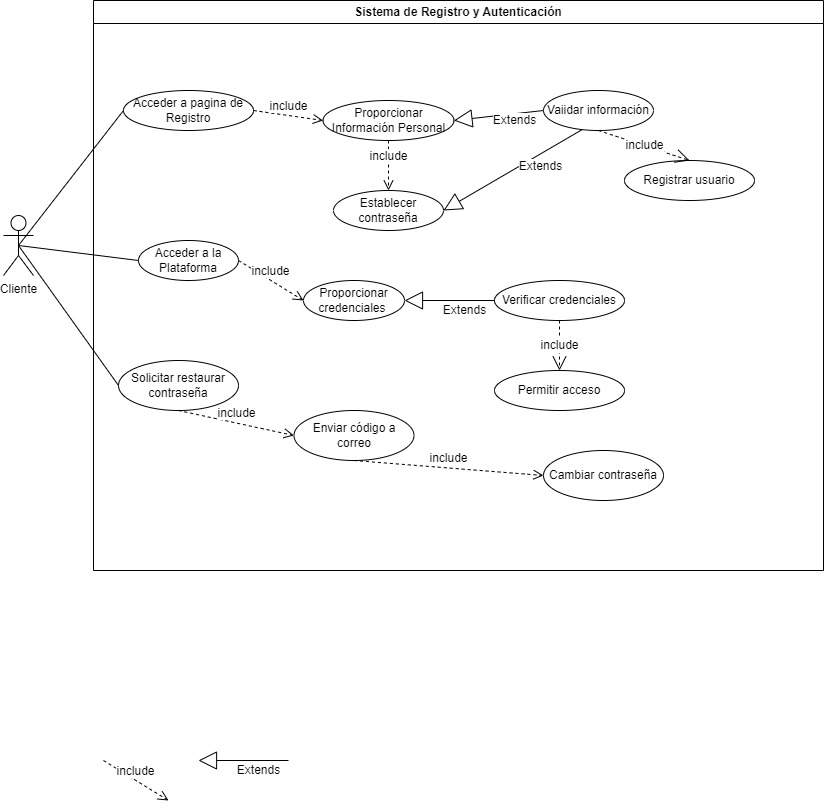 Sistema de Registro y Autenticación
Acceder a pagina de
Registro
include
Proporcionar
Información Personal
Extends
Vaiidar información
include
include
Extends
Registrar usuario
Establecer
contraseña
Cliente
Acceder a la
Plataforma
include
Proporcionar
credenciales
Extends
Verificar credenciales
include
Permitir acceso
Solicitar restaurar
contraseña
include
Enviar código a
correo
include
Cambiar contraseña
include
Extends